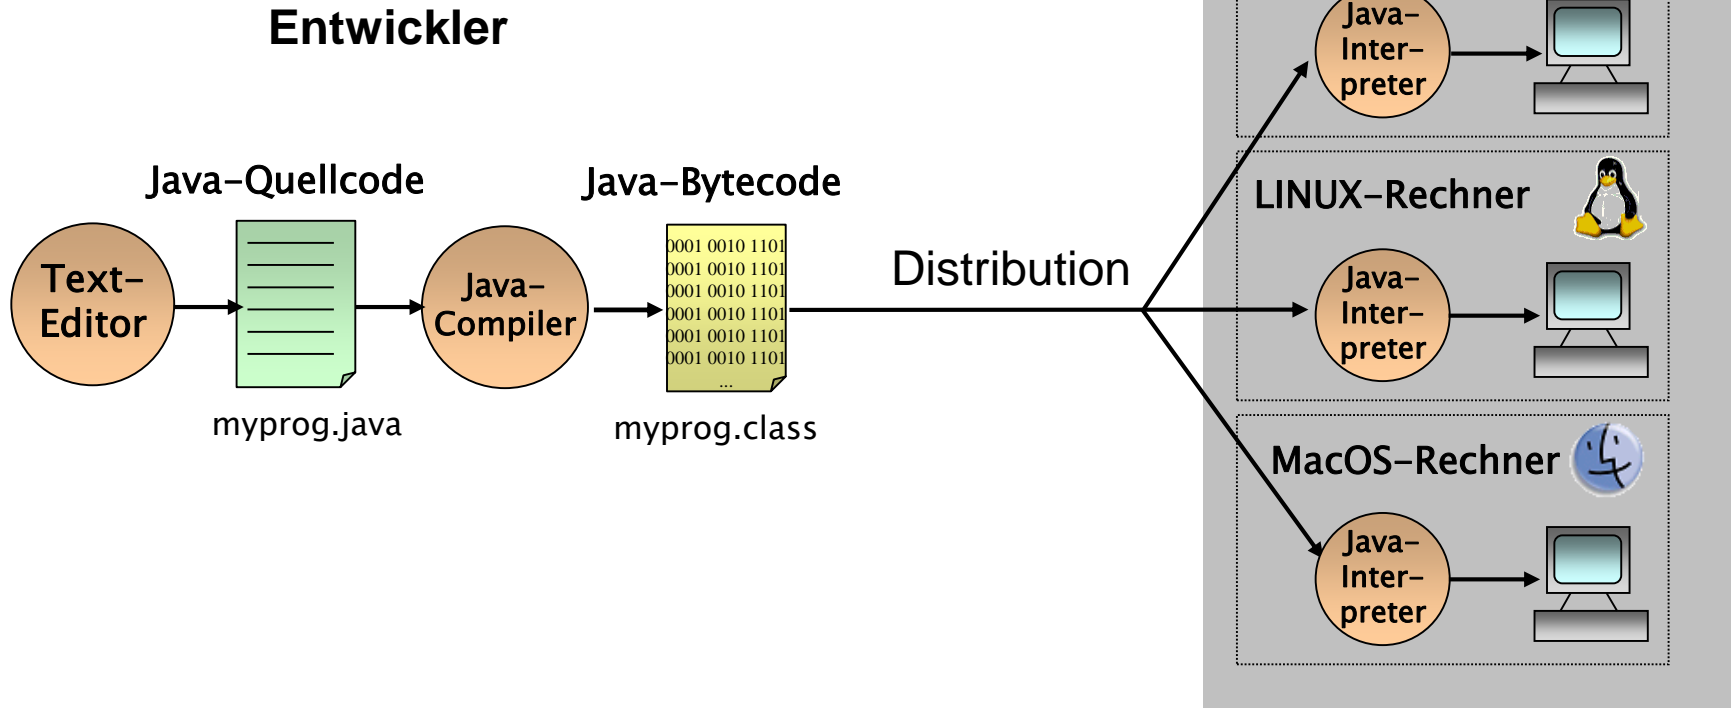 Entwickler
Java-Quellcode
Java-Bytecode
Text-
Editor
Java-
Compiler
0001 0010 1101
0001 0010 1101
0001 0010 1101
0001 0010 1101
0001 0010 1101
0001 0010 1101
...
myprog.java
myprog.class
Distribution
Java-
Inter-
preter
LINUX-Rechner
Java-
Inter-
preter
MacOS-Rechner
Java-
Inter-
preter